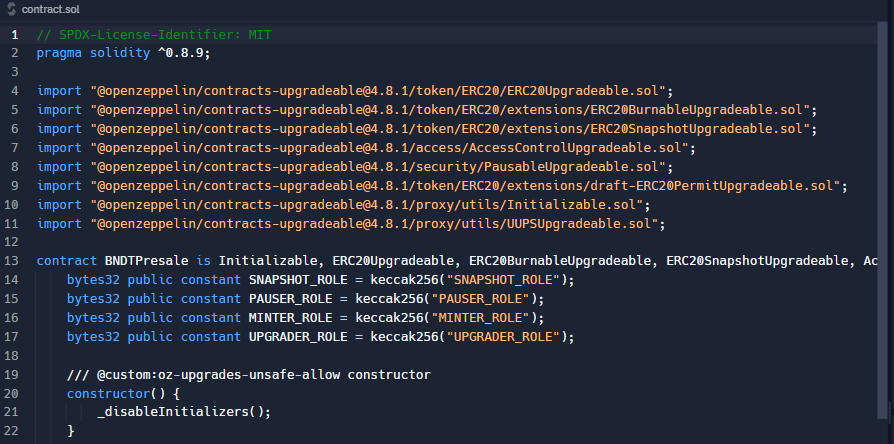 contract.sol
1 // SPDX-License-Identifier: MIT
2 pragma solidity ^0.8.9;
3
4 import "@openzeppelin/contracts-upgradeable@4.8.1/token/ERC20/ERC20Upgradeable.sol";
5 import "@openzeppelin/contracts-upgradeable@4.8.1/token/ERC20/extensions/ERC20BurnableUpgradeable.sol";
6 import "@openzeppelin/contracts-upgradeable@4.8.1/token/ERC20/extensions/ERC20SnapshotUpgradeable.sol";
7 import "@openzeppelin/contracts-upgradeable@4.8.1/access/AccessControlUpgradeable.sol";
8 import "@openzeppelin/contracts-upgradeable@4.8.1/security/PausableUpgradeable.sol";
9 import "@openzeppelin/contracts-upgradeable@4.8.1/token/ERC20/extensions/draft-ERC20PermitUpgradeable.sol";
10 import "@openzeppelin/contracts-upgradeable@4.8.1/proxy/utils/Initializable.sol";
11 import "@openzeppelin/contracts-upgradeable@4.8.1/proxy/utils/UUPSUpgradeable.sol";
12
13 contract BNDTPresale is Initializable, ERC20Upgradeable, ERC20BurnableUpgradeable, ERC20SnapshotUpgradeable, Ac
14 bytes32 public constant SNAPSHOT_ROLE = keccak256("SNAPSHOT_ROLE");
15 bytes32 public constant PAUSER_ROLE = keccak256("PAUSER_ROLE");
16 bytes32 public constant MINTER_ROLE = keccak256("MINTER_ROLE");
17 bytes32 public constant UPGRADER_ROLE = keccak256("UPGRADER_ROLE");
18
19 /// @custom:oz-upgrades-unsafe-allow constructor
20 constructor() {
21 _disableInitializers();
22 }